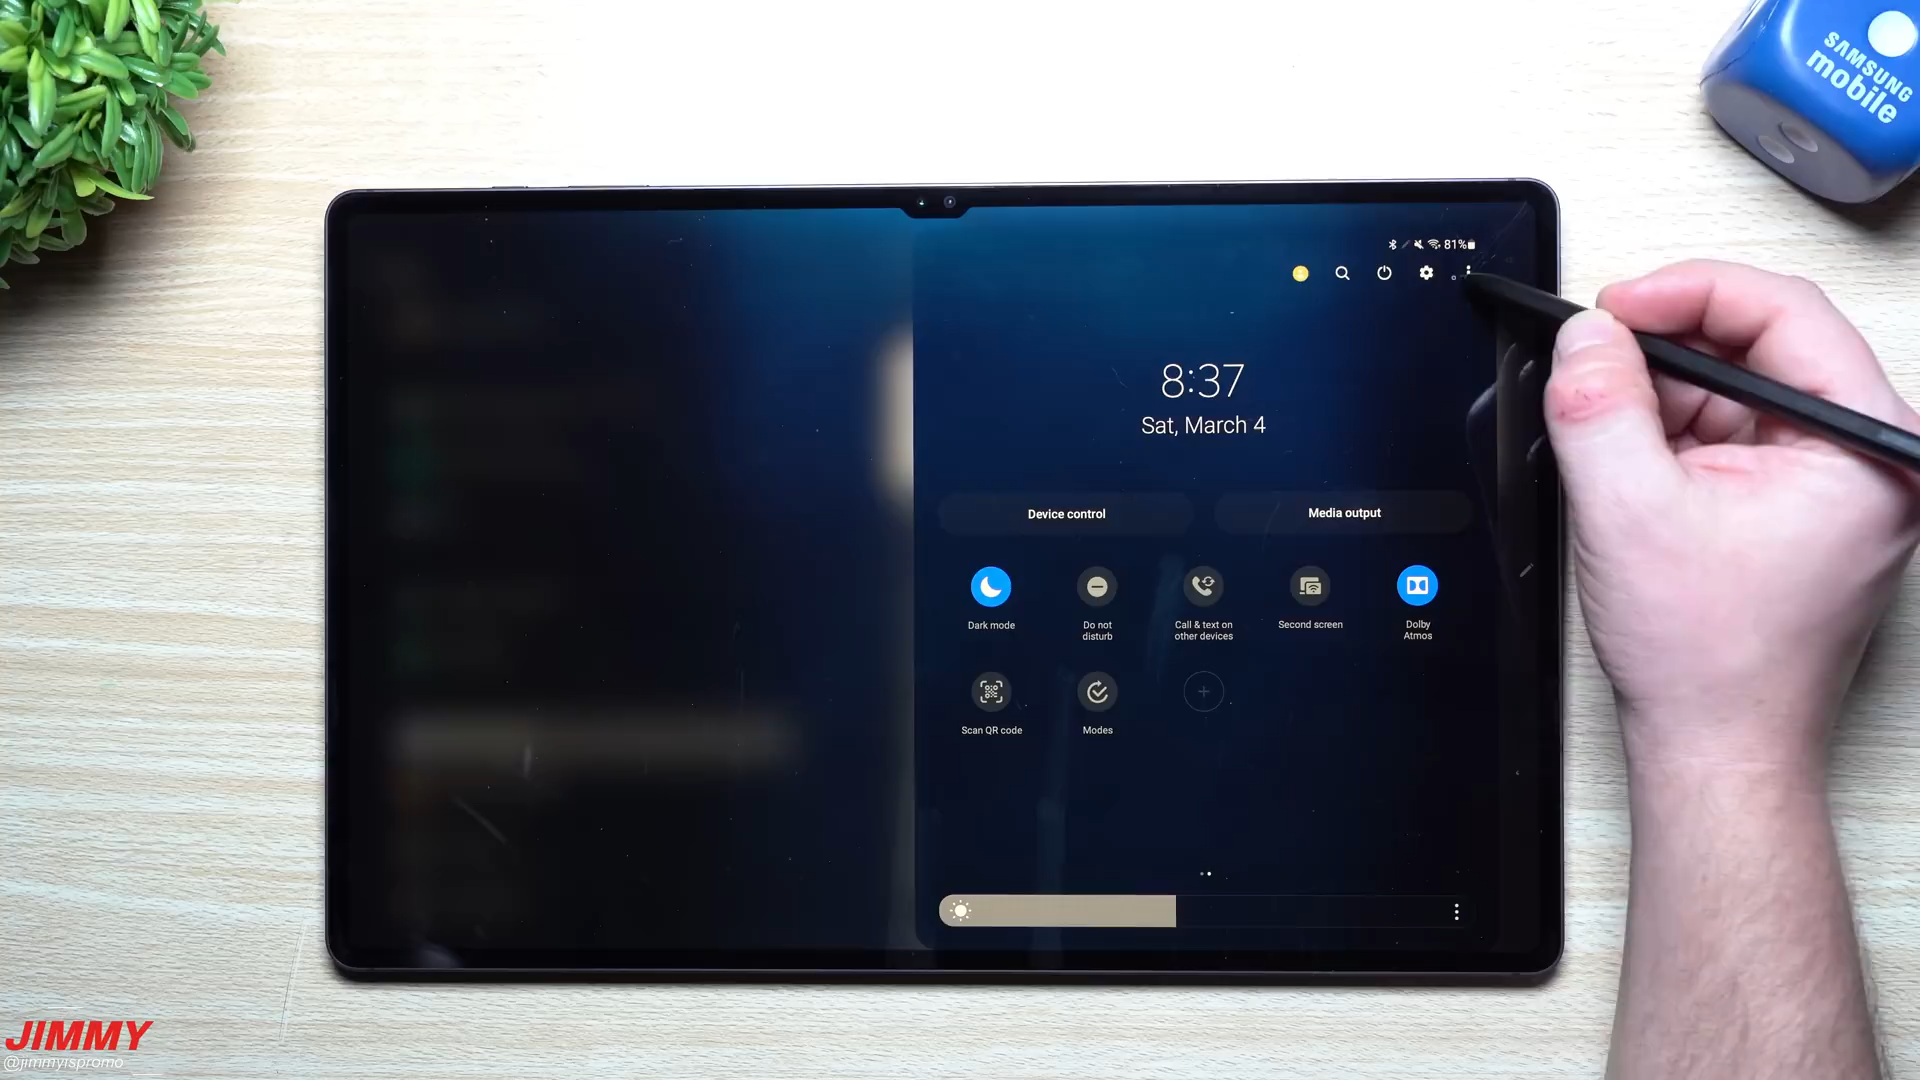 SAMSUNG
mobile
81%
8:37
Sat, March 4
Device control
Media output
Dark mode
Do not
disturb
Call & text on
other devices
Second screen
Dolby
Atmos
Scan QR code
Modes
JIMMY
@jimmyispromo